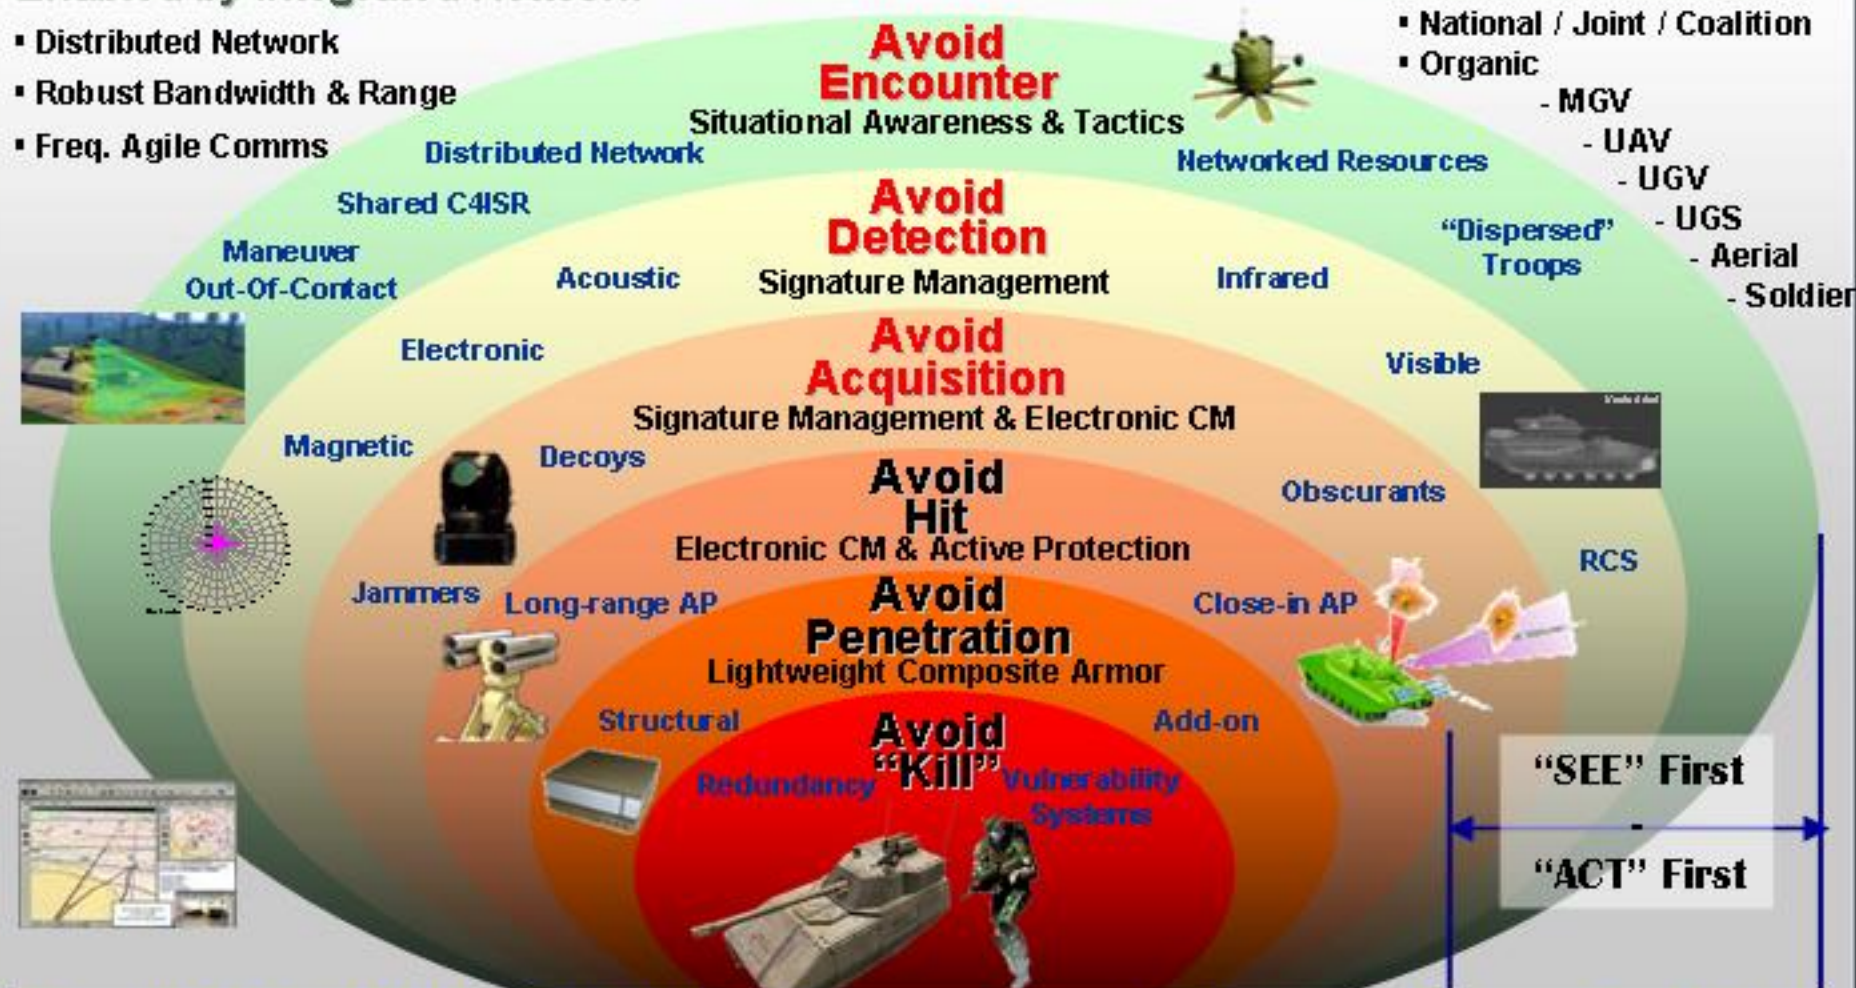 ▪ Distributed Network
▪ Robust Bandwidth & Range
▪ Freq. Agile Comms
▪ National / Joint / Coalition
▪ Organic
- MGV
- UAV
- UGV
- UGS
- Aerial
- Soldier
Avoid
Encounter
Situational Awareness & Tactics
Distributed Network
Networked Resources
Shared C4ISR
"Dispersed"
Troops
Maneuver
Out-Of-Contact
Avoid
Detection
Signature Management
Acoustic
Infrared
Electronic
Visible
Magnetic
RCS
Avoid
Acquisition
Signature Management & Electronic CM
Decoys
Obscurants
Jammers
Avoid
Hit
Electronic CM & Active Protection
Long-range AP
Close-in AP
Avoid
Penetration
Lightweight Composite Armor
Structural
Add-on
Avoid
"Kill"
Redundancy
Vulnerability
Systems
"SEE" First
-
"ACT" First